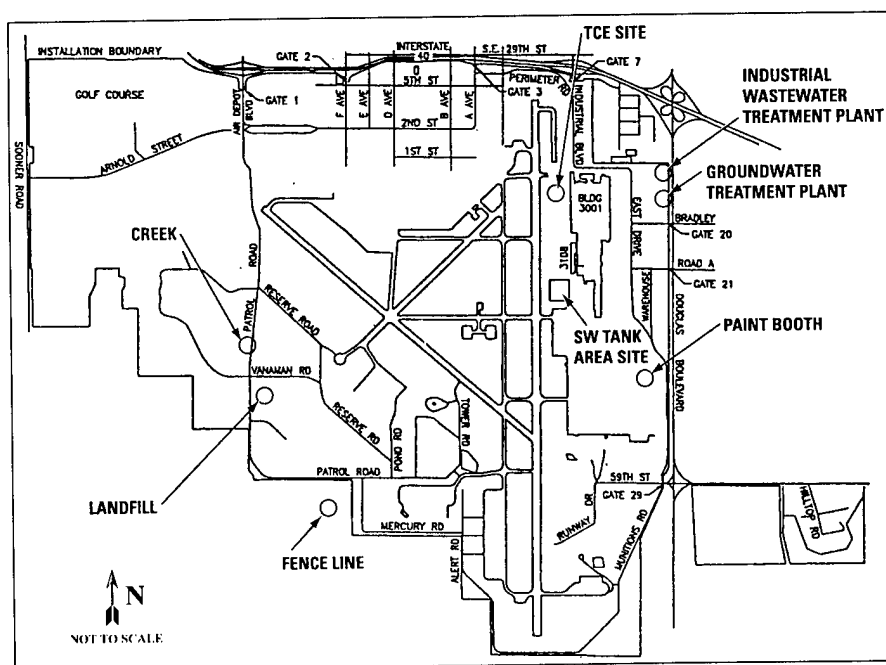 TCE SITE
INSTALLATION BOUNDARY
GATE 2
INTERSTATE
40
S.E. 29TH ST
GATE 7
5TH ST
PERIMETER
RD
GATE 3
INDUSTRIAL
WASTEWATER
TREATMENT PLANT
GOLF COURSE
AIR DEPOT
BLVD
GATE 1
F AVE
E AVE
D AVE
B AVE
A AVE
INDUSTRIAL BLVD
2ND ST
1ST ST
ARNOLD STREET
SOONER ROAD
GROUNDWATER
TREATMENT PLANT
BLDG
3001
EAST DRIVE
BRADLEY
GATE 20
CREEK
PATROL ROAD
RESERVE ROAD
3108
ROAD A
GATE 21
WAREHOUSE
DOUGLAS BOULEVARD
SW TANK
AREA SITE
PAINT BOOTH
VANAMAN RD
RESERVE RD
POND RD
TOWER RD
LANDFILL
PATROL ROAD
59TH ST
GATE 29
RUNWAY DR
MUNITIONS RD
HILLTOP RD
MERCURY RD
ALERT RD
FENCE LINE
N
NOT TO SCALE